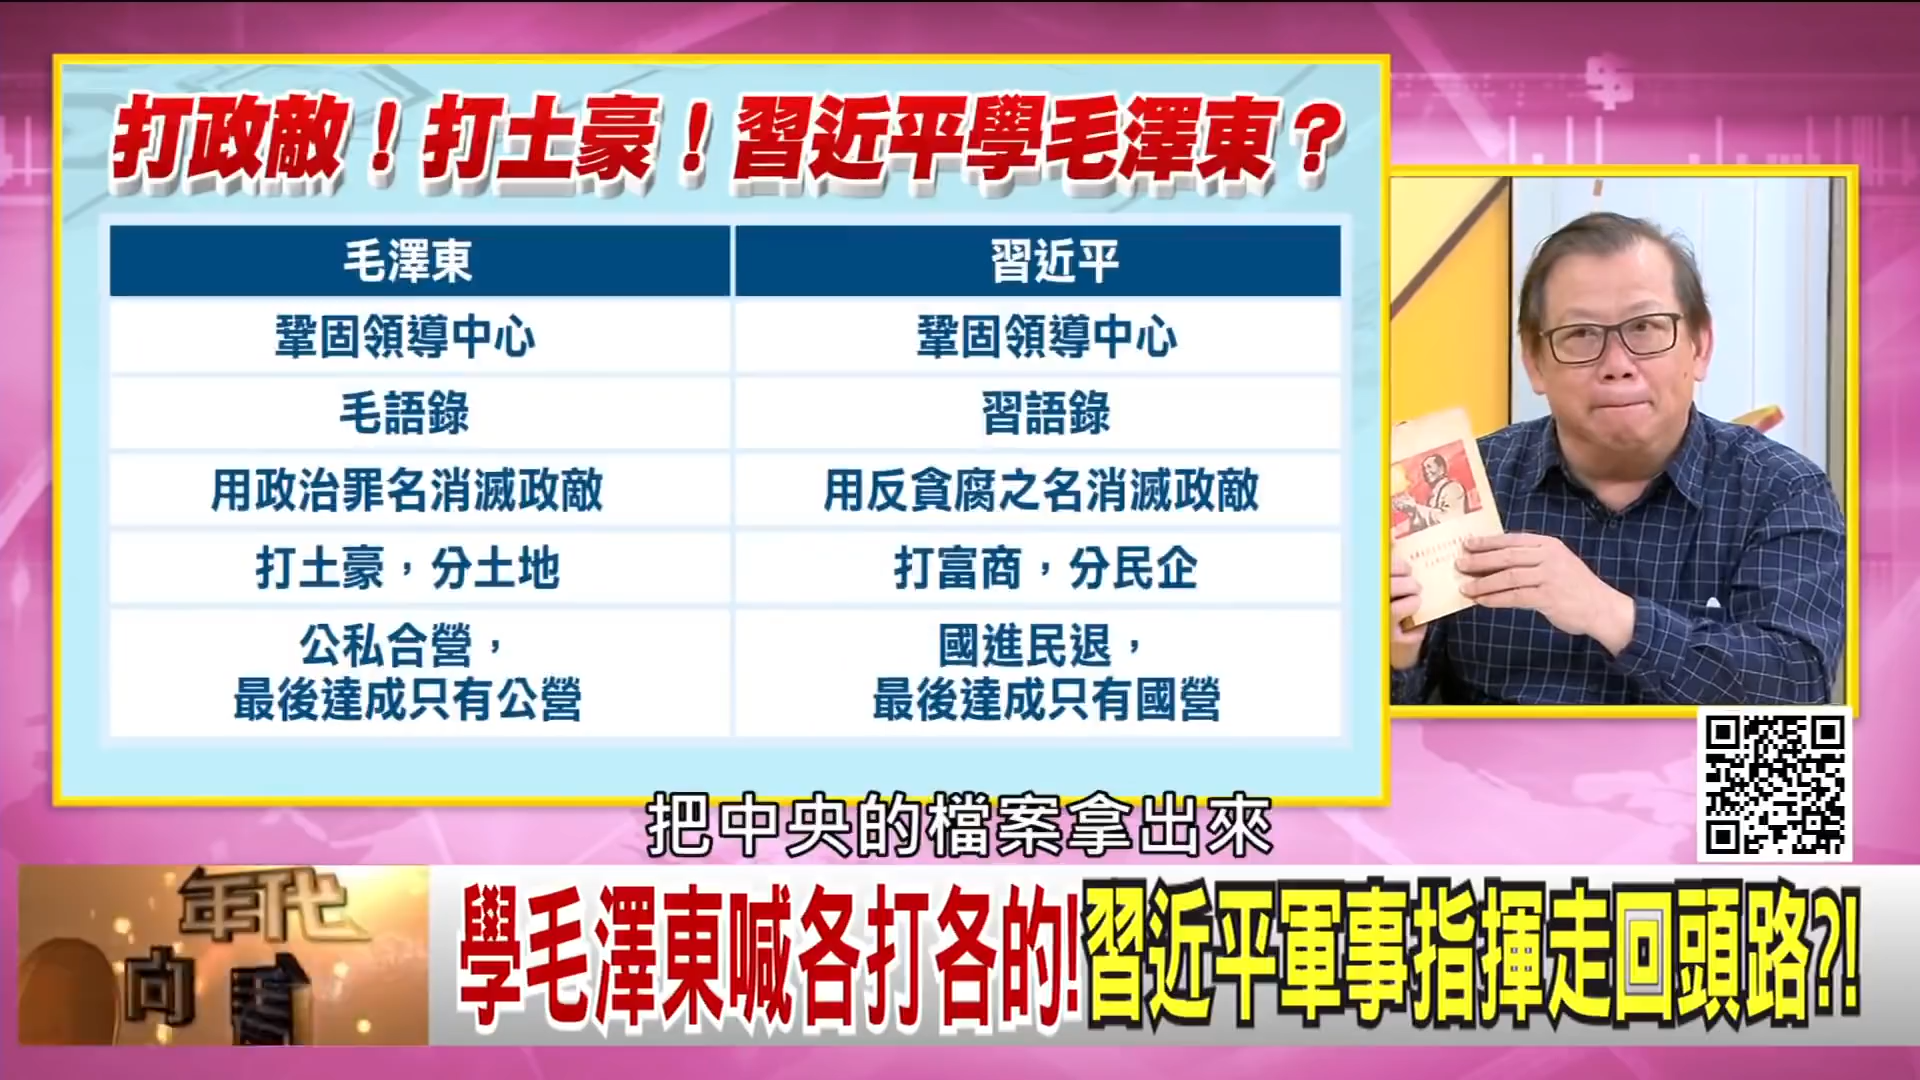 打政敵！打土豪！習近平學毛澤東？
毛澤東
習近平
鞏固領導中心
鞏固領導中心
毛語錄
習語錄
用政治罪名消滅政敵
用反貪腐之名消滅政敵
打土豪，分土地
打富商，分民企
公私合營，
最後達成只有公營
國進民退，
最後達成只有國營
把中央的檔案拿出來
年代
向
學毛澤東喊各打各的!習近平軍事指揮走回頭路?!